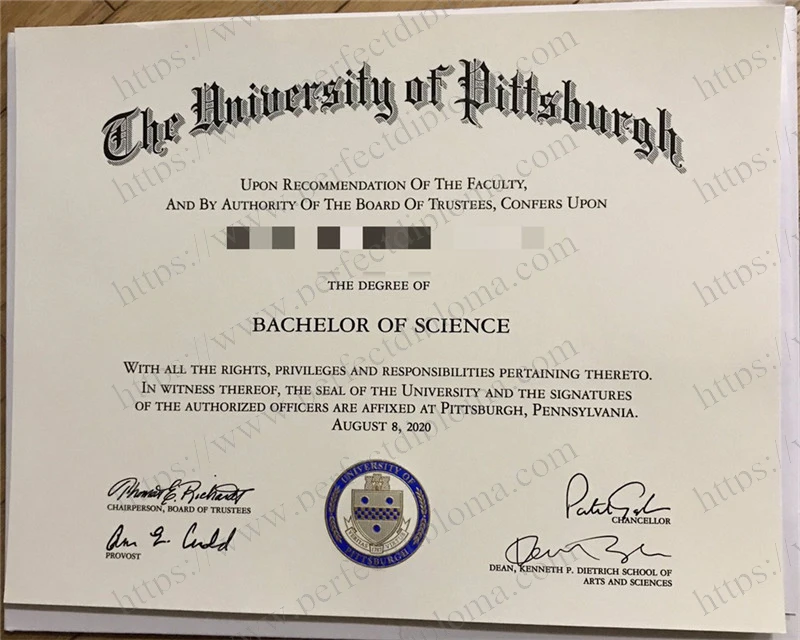 The University of Pittsburgh
UPON RECOMMENDATION OF THE FACULTY,
AND BY AUTHORITY OF THE BOARD OF TRUSTEES, CONFERS UPON
THE DEGREE OF
BACHELOR OF SCIENCE
WITH ALL THE RIGHTS, PRIVILEGES AND RESPONSIBILITIES PERTAINING THERETO.
IN WITNESS THEREOF, THE SEAL OF THE UNIVERSITY AND THE SIGNATURES
OF THE AUTHORIZED OFFICERS ARE AFFIXED AT PITTSBURGH, PENNSYLVANIA.
AUGUST 8, 2020
CHAIRPERSON, BOARD OF TRUSTEES
PROVOST
UNIVERSITY OF
PITTSBURGH
CHANCELLOR
DEAN, KENNETH P. DIETRICH SCHOOL OF
ARTS AND SCIENCES
https://www.perfectdiploma.com